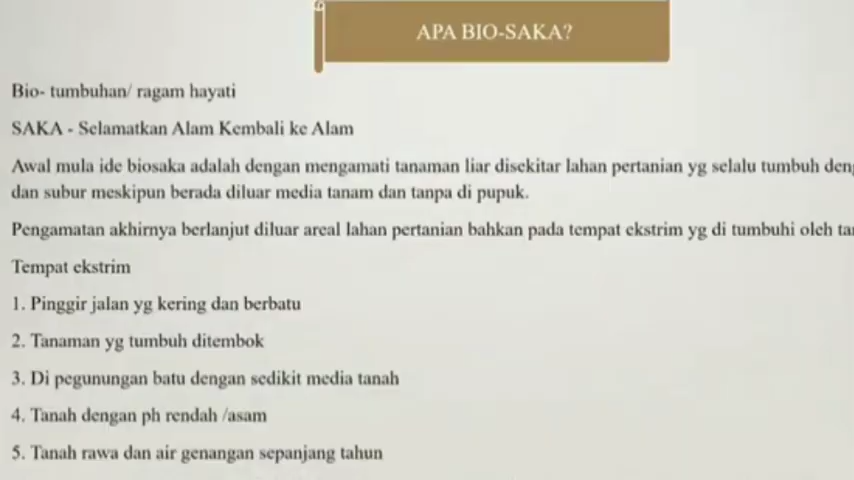 APA BIO-SAKA?
Bio- tumbuhan/ ragam hayati
SAKA - Selamatkan Alam Kembali ke Alam
Awal mula ide biosaka adalah dengan mengamati tanaman liar disekitar lahan pertanian yg selalu tumbuh
dan subur meskipun berada diluar media tanam dan tanpa di pupuk.
Pengamatan akhirnya berlanjut diluar areal lahan pertanian bahkan pada tempat ekstrim yg di tumbuhi oleh
Tempat ekstrim
1. Pinggir jalan yg kering dan berbatu
2. Tanaman yg tumbuh ditembok
3. Di pegunungan batu dengan sedikit media tanah
4. Tanah dengan ph rendah /asam
5. Tanah rawa dan air genangan sepanjang tahun